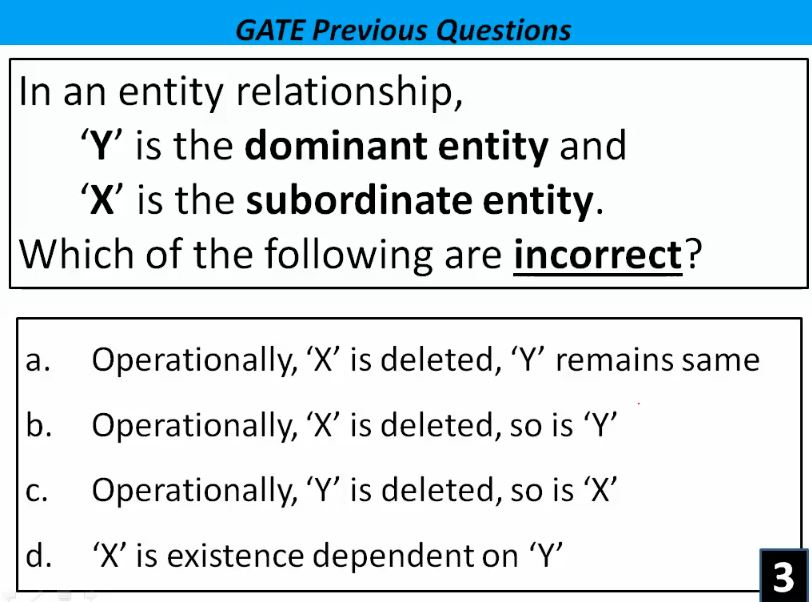 GATE Previous Questions
In an entity relationship,
‘Y’ is the dominant entity and
‘X’ is the subordinate entity.
Which of the following are incorrect?
a. Operationally, ‘X’ is deleted, ‘Y’ remains same
b. Operationally, ‘X’ is deleted, so is ‘Y’
c. Operationally, ‘Y’ is deleted, so is ‘X’
d. ‘X’ is existence dependent on ‘Y’
3